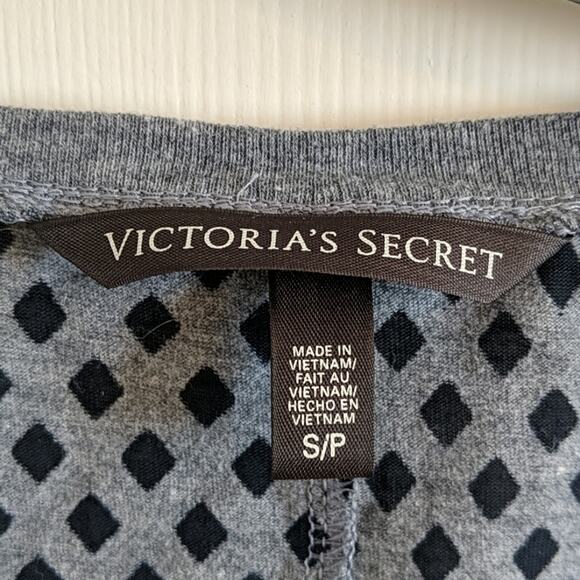 VICTORIA'S SECRET
MADE IN
VIETNAM/
FAIT AU
VIETNAM/
HECHO EN
VIETNAM
S/P